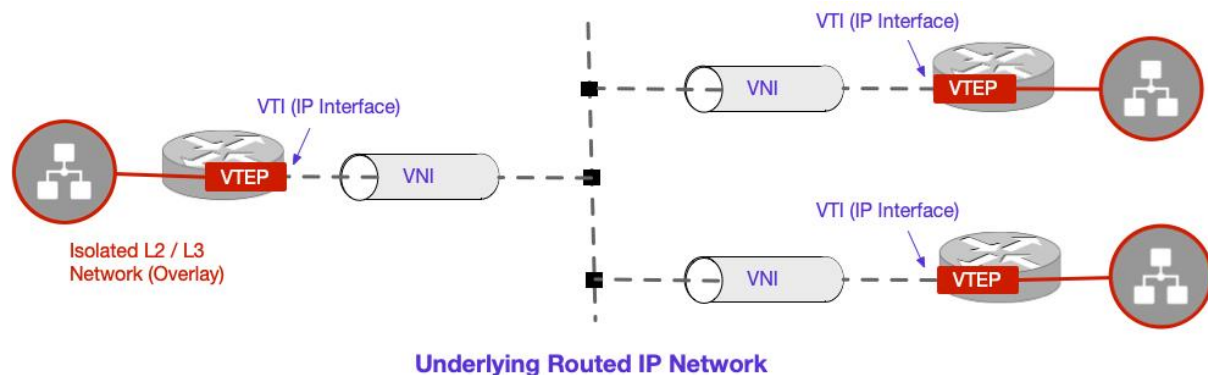 VTI (IP Interface)
VNI
VTEP
VTI (IP Interface)
VTEP
VNI
Isolated L2 / L3
Network (Overlay)
VTI (IP Interface)
VNI
VTEP
Underlying Routed IP Network